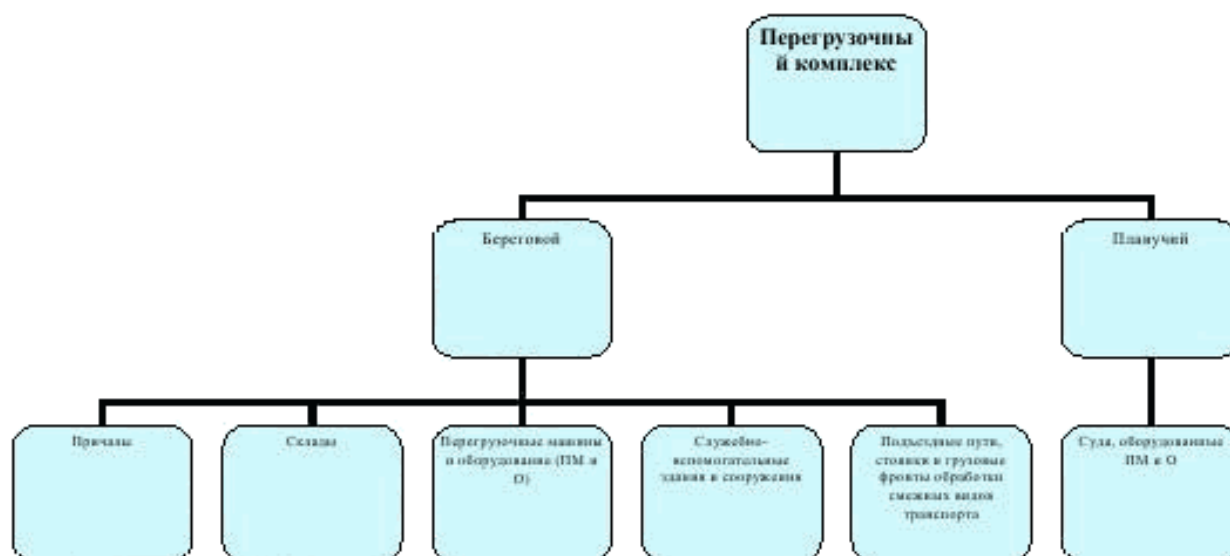 Перегрузочны
й комплекс
Береговой
Плавучий
Причалы
Склады
Перегрузочные машины
и оборудование (ПМ и
О)
Служебно-
вспомогательные
здания и сооружения
Подъездные пути,
стоянки и грузовые
фронты обработки
смежных видов
транспорта
Суда, оборудованные
ПМ и О